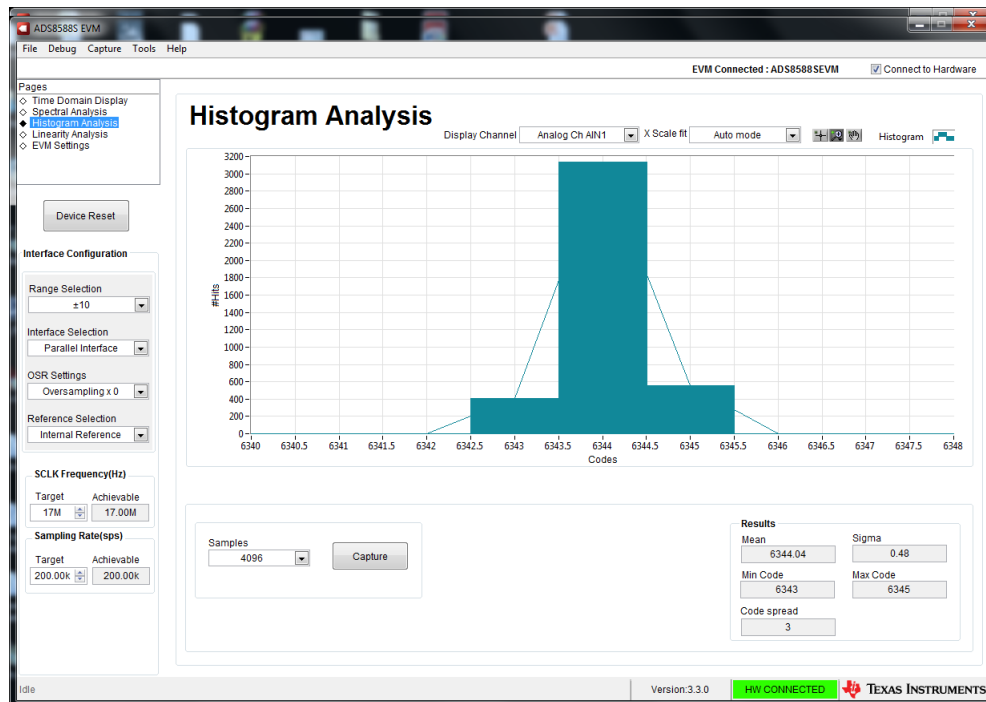 ADS8588S EVM
File Debug Capture Tools Help
EVM Connected : ADS8588SEVM Connect to Hardware
Pages
Time Domain Display
Spectral Analysis
Histogram Analysis
Linearity Analysis
EVM Settings
Device Reset
Interface Configuration
Range Selection
±10
Interface Selection
Parallel Interface
OSR Settings
Oversampling x 0
Reference Selection
Internal Reference
SCLK Frequency(Hz)
Target Achievable
17M 17.00M
Sampling Rate(sps)
Target Achievable
200.00k 200.00k
Histogram Analysis
Display Channel Analog Ch AIN1 X Scale fit Auto mode Histogram
3200
3000
2800
2600
2400
2200
2000
1800
1600
1400
1200
1000
800
600
400
200
0
#Hits
6340 6340.5 6341 6341.5 6342 6342.5 6343 6343.5 6344 6344.5 6345 6345.5 6346 6346.5 6347 6347.5 6348
Codes
Samples
4096 Capture
Results
Mean Sigma
6344.04 0.48
Min Code Max Code
6343 6345
Code spread
3
Idle Version:3.3.0 HW CONNECTED TEXAS INSTRUMENTS